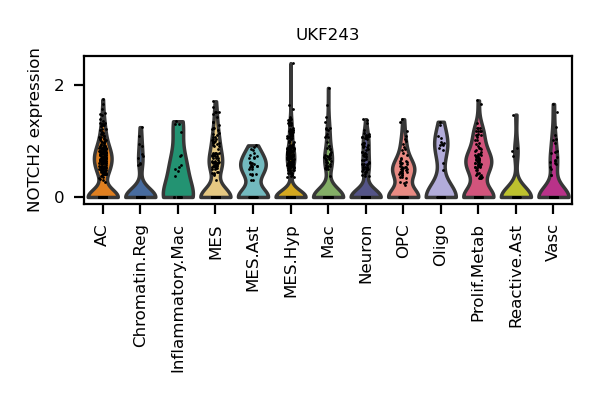 UKF243
NOTCH2 expression
2
0
AC
Chromatin.Reg
Inflammatory.Mac
MES
MES.Ast
MES.Hyp
Mac
Neuron
OPC
Oligo
Prolif.Metab
Reactive.Ast
Vasc